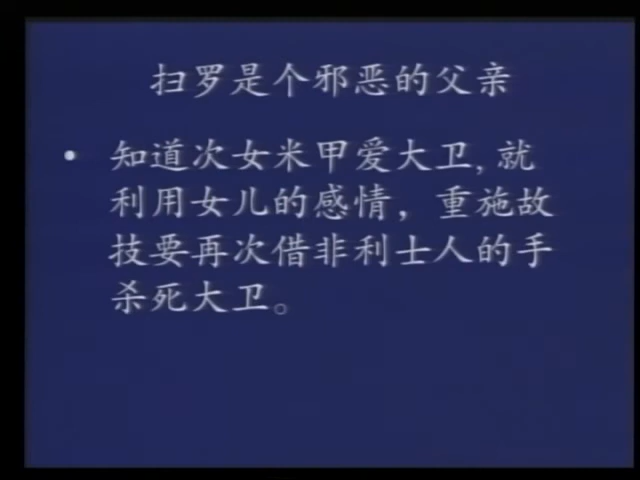 扫罗是个邪恶的父亲
• 知道次女米甲爱大卫,就
利用女儿的感情，重施故
技要再次借非利士人的手
杀死大卫。